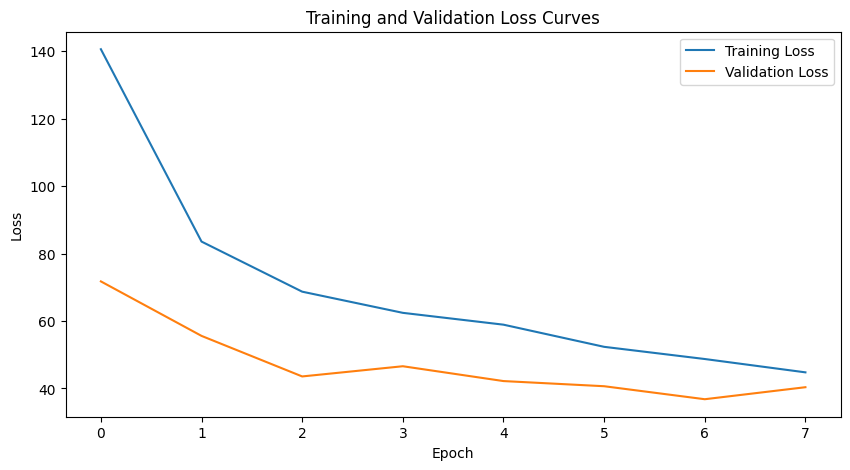 Training and Validation Loss Curves
Training Loss
Validation Loss
Loss
140
120
100
80
60
40
0 1 2 3 4 5 6 7
Epoch